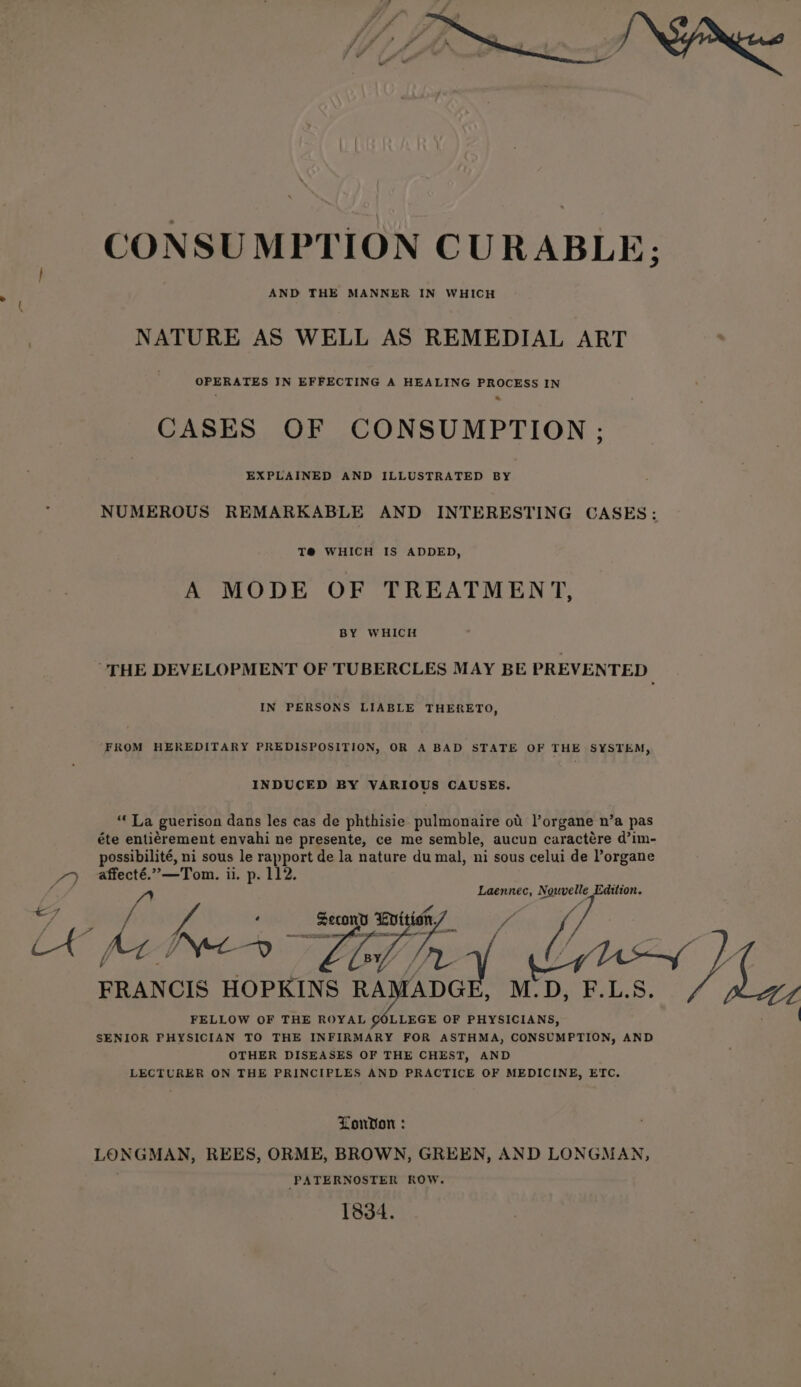 CONSUMPTION CURABLE;
AND THE MANNER IN WHICH
NATURE AS WELL AS REMEDIAL ART
OPERATES IN EFFECTING A HEALING PROCESS IN
CASES OF CONSUMPTION;
EXPLAINED AND ILLUSTRATED BY
NUMEROUS REMARKABLE AND INTERESTING CASES:
TO WHICH IS ADDED,
A MODE OF TREATMENT,
BY WHICH
THE DEVELOPMENT OF TUBERCLES MAY BE PREVENTED
IN PERSONS LIABLE THERETO,
FROM HEREDITARY PREDISPOSITION, OR A BAD STATE OF THE SYSTEM,
INDUCED BY VARIOUS CAUSES.
“La guerison dans les cas de phthisie pulmonaire où l’organe n’a pas
éte entièrement envahi ne presente, ce me semble, aucun caractère d’im-
possibilité, ni sous le rapport de la nature du mal, ni sous celui de l’organe
affecté.”—Tom. ii. p. 112.
Laennec, Nouvelle Edition.
Second Edition.
BY
FRANCIS HOPKINS RAMADGE, M.D, F.L.S.
FELLOW OF THE ROYAL COLLEGE OF PHYSICIANS,
SENIOR PHYSICIAN TO THE INFIRMARY FOR ASTHMA, CONSUMPTION, AND
OTHER DISEASES OF THE CHEST, AND
LECTURER ON THE PRINCIPLES AND PRACTICE OF MEDICINE, ETC.
London:
LONGMAN, REES, ORME, BROWN, GREEN, AND LONGMAN,
PATERNOSTER ROW.
1834.